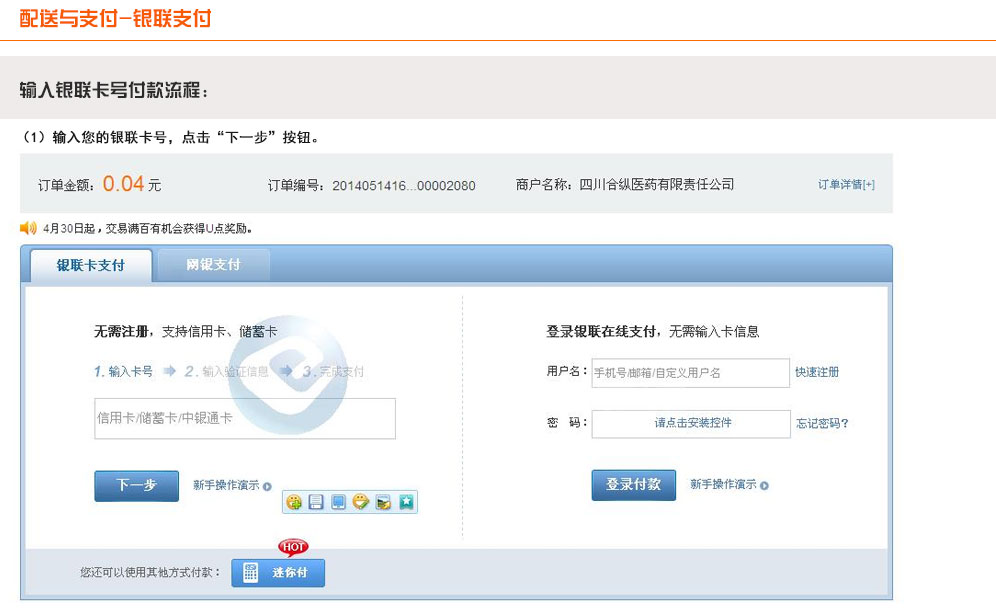 配送与支付-银联支付
输入银联卡号付款流程：
（1）输入您的银联卡号，点击“下一步”按钮。
订单金额：0.04元 订单编号：2014051416...00002080 商户名称：四川合纵医药有限责任公司 订单详情[+]
4月30日起，交易满百有机会获得U点奖励。
银联卡支付 网银支付
无需注册，支持信用卡、储蓄卡
1.输入卡号 2.输入验证信息 3.完成支付
信用卡/储蓄卡/中银通卡
下一步 新手操作演示
登录银联在线支付，无需输入卡信息
用户名：手机号/邮箱/自定义用户名 快速注册
密 码：请点击安装控件 忘记密码?
登录付款 新手操作演示
HOT
您还可以使用其他方式付款： 迷你付